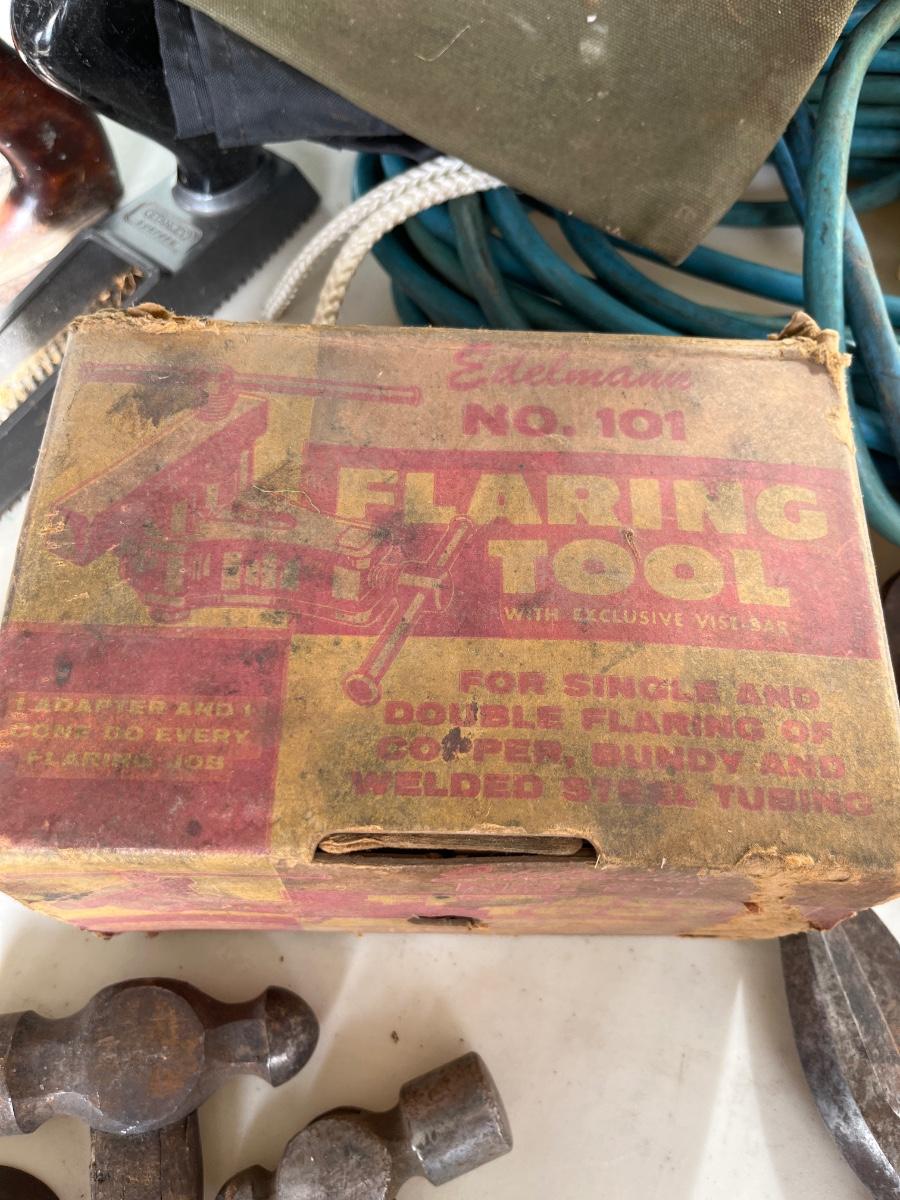 Edelmann
NO. 101
FLARING
TOOL
WITH EXCLUSIVE VISE-BAR
FOR SINGLE AND
DOUBLE FLARING OF
COPPER, BUNDY AND
WELDED STEEL TUBING
1 ADAPTER AND 1
CONE DO EVERY
FLARING JOB